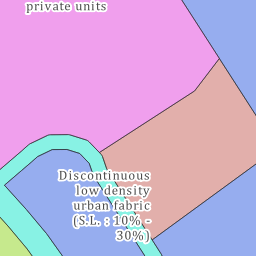 private units
Discontinuous
low density
urban fabric
(S.L. : 10% -
30%)